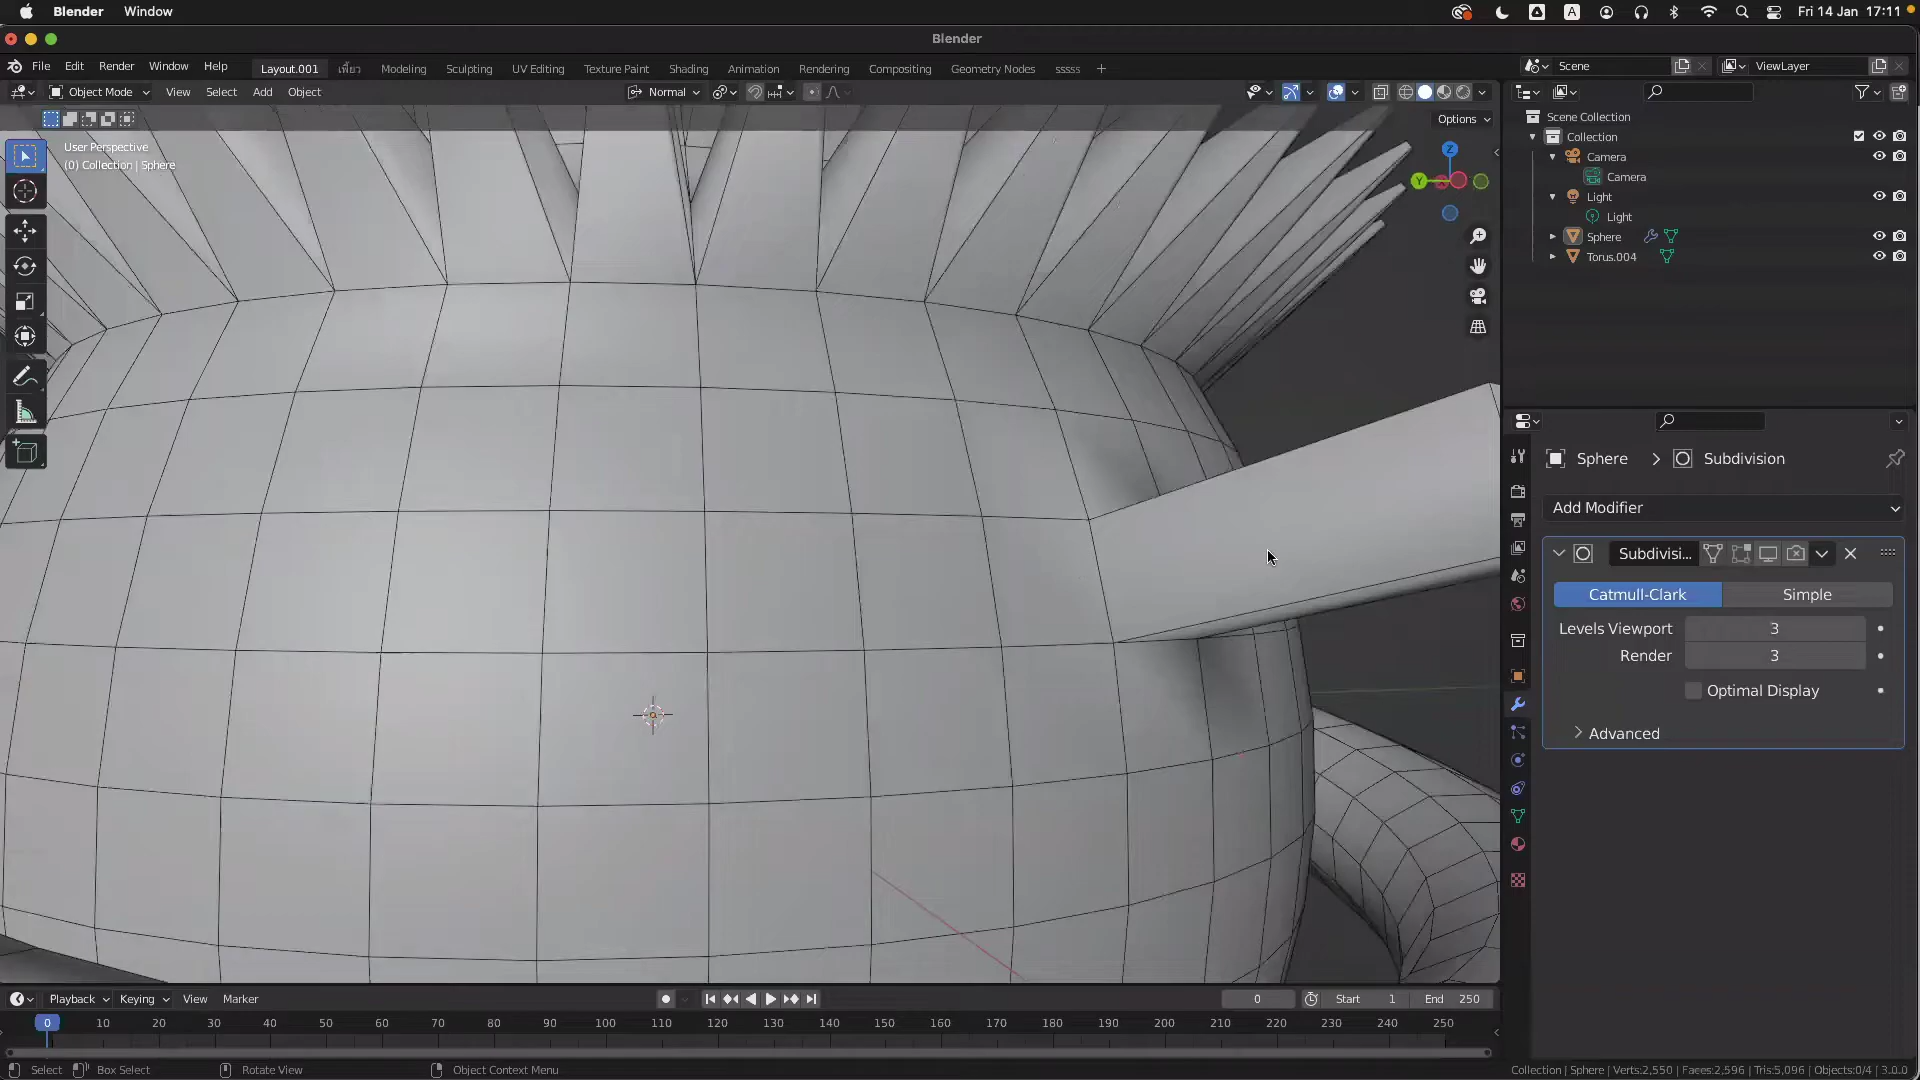 Blender Window
A
Fri 14 Jan 17:11
Blender
File Edit Render Window Help
Layout.001 เพี้ยว Modeling Sculpting UV Editing Texture Paint Shading Animation Rendering Compositing Geometry Nodes sssss +
Scene
ViewLayer
Object Mode
View Select Add Object
Normal
Options
User Perspective
(0) Collection | Sphere
Z
Y
Scene Collection
Collection
Camera
Camera
Light
Light
Sphere
Torus.004
Sphere > Subdivision
Add Modifier
Subdivisi...
Catmull-Clark Simple
Levels Viewport 3
Render 3
Optimal Display
Advanced
Playback Keying View Marker
0 Start 1 End 250
0 10 20 30 40 50 60 70 80 90 100 110 120 130 140 150 160 170 180 190 200 210 220 230 240 250
Select Box Select Rotate View Object Context Menu
Collection | Sphere | Verts:2,550 | Faces:2,596 | Tris:5,096 | Objects:0/4 | 3.0.0